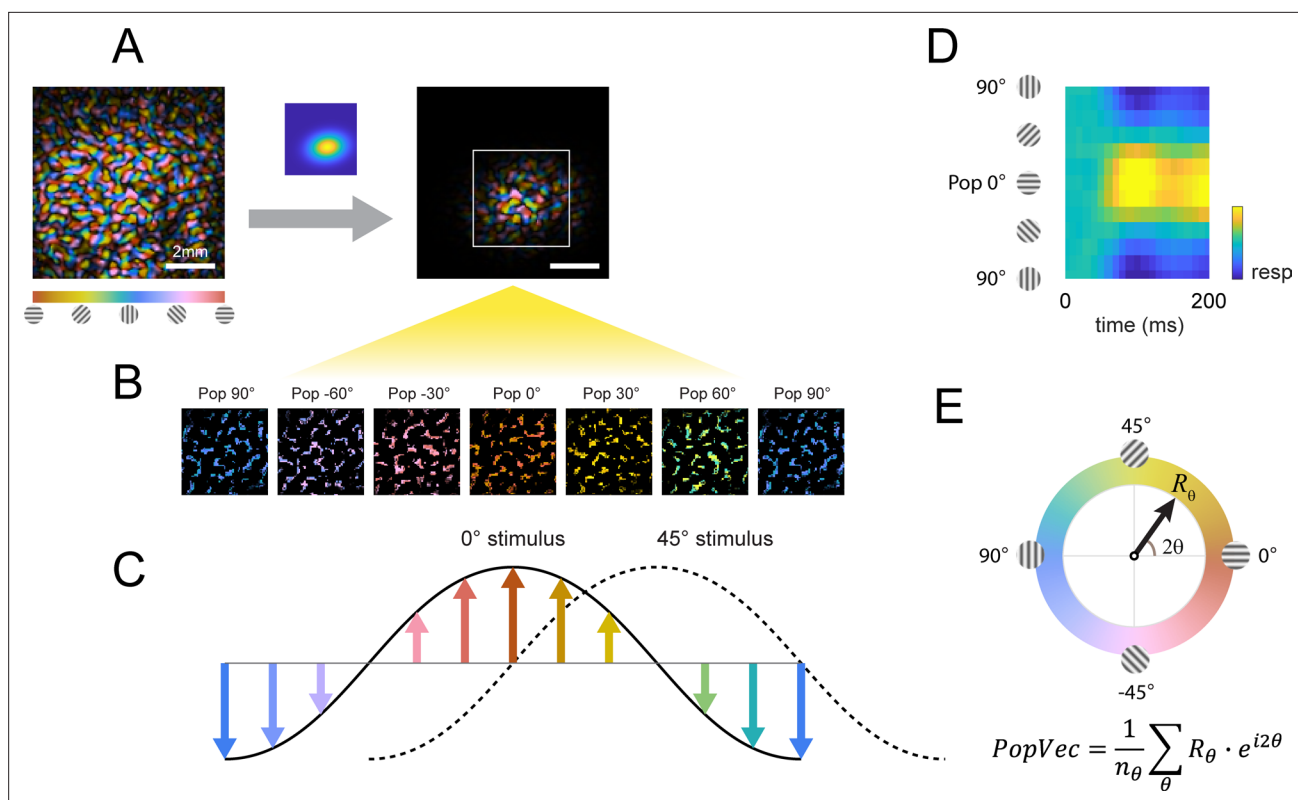 A
2mm
B
Pop 90° Pop -60° Pop -30° Pop 0° Pop 30° Pop 60° Pop 90°
C
0° stimulus 45° stimulus
D
90°
Pop 0°
90°
resp
0 200
time (ms)
E
45°
Rθ
2θ
90° 0°
-45°
PopVec = 1/nθ ∑θ Rθ · e^{i2θ}